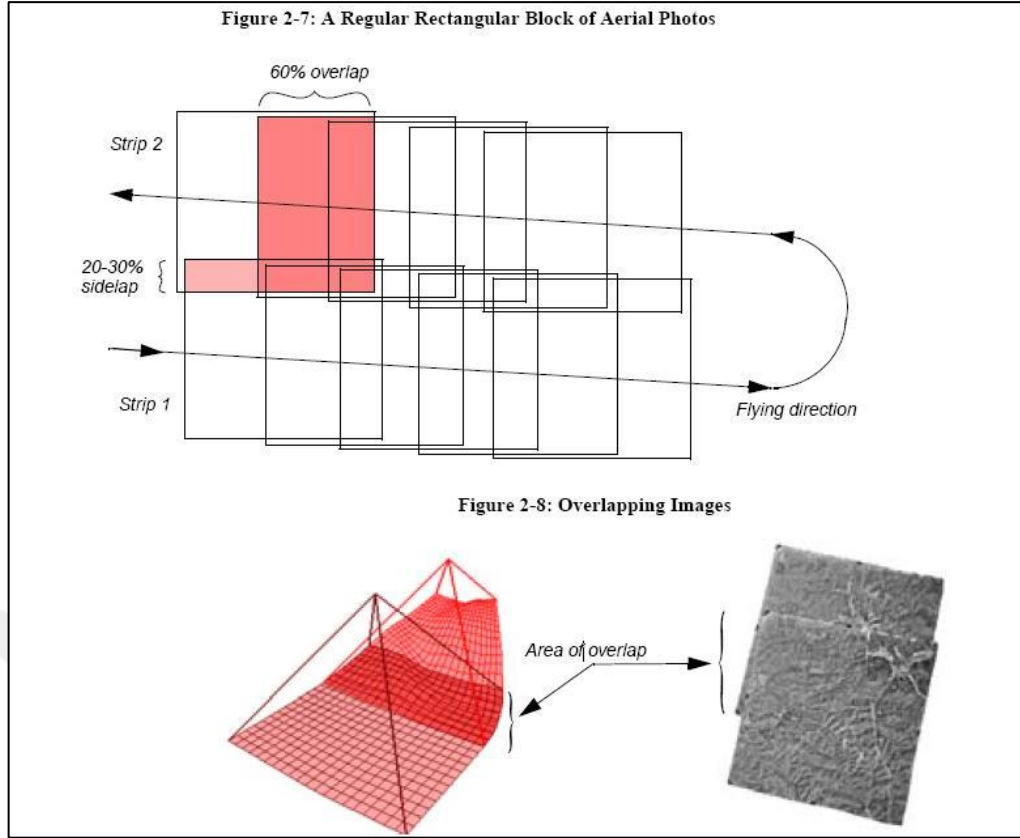 Figure 2-7: A Regular Rectangular Block of Aerial Photos
60% overlap
Strip 2
20-30%
sidelap
Strip 1
Flying direction
Figure 2-8: Overlapping Images
Area of overlap